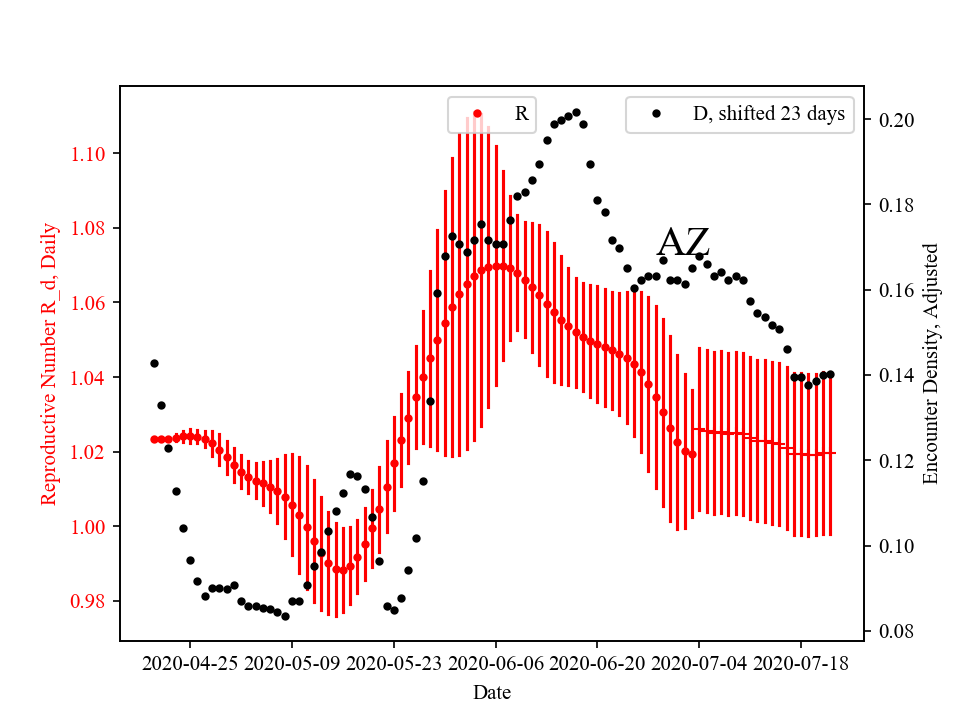 R
D, shifted 23 days
AZ
Reproductive Number R_d, Daily
1.10
1.08
1.06
1.04
1.02
1.00
0.98
Encounter Density, Adjusted
0.20
0.18
0.16
0.14
0.12
0.10
0.08
2020-04-25 2020-05-09 2020-05-23 2020-06-06 2020-06-20 2020-07-04 2020-07-18
Date